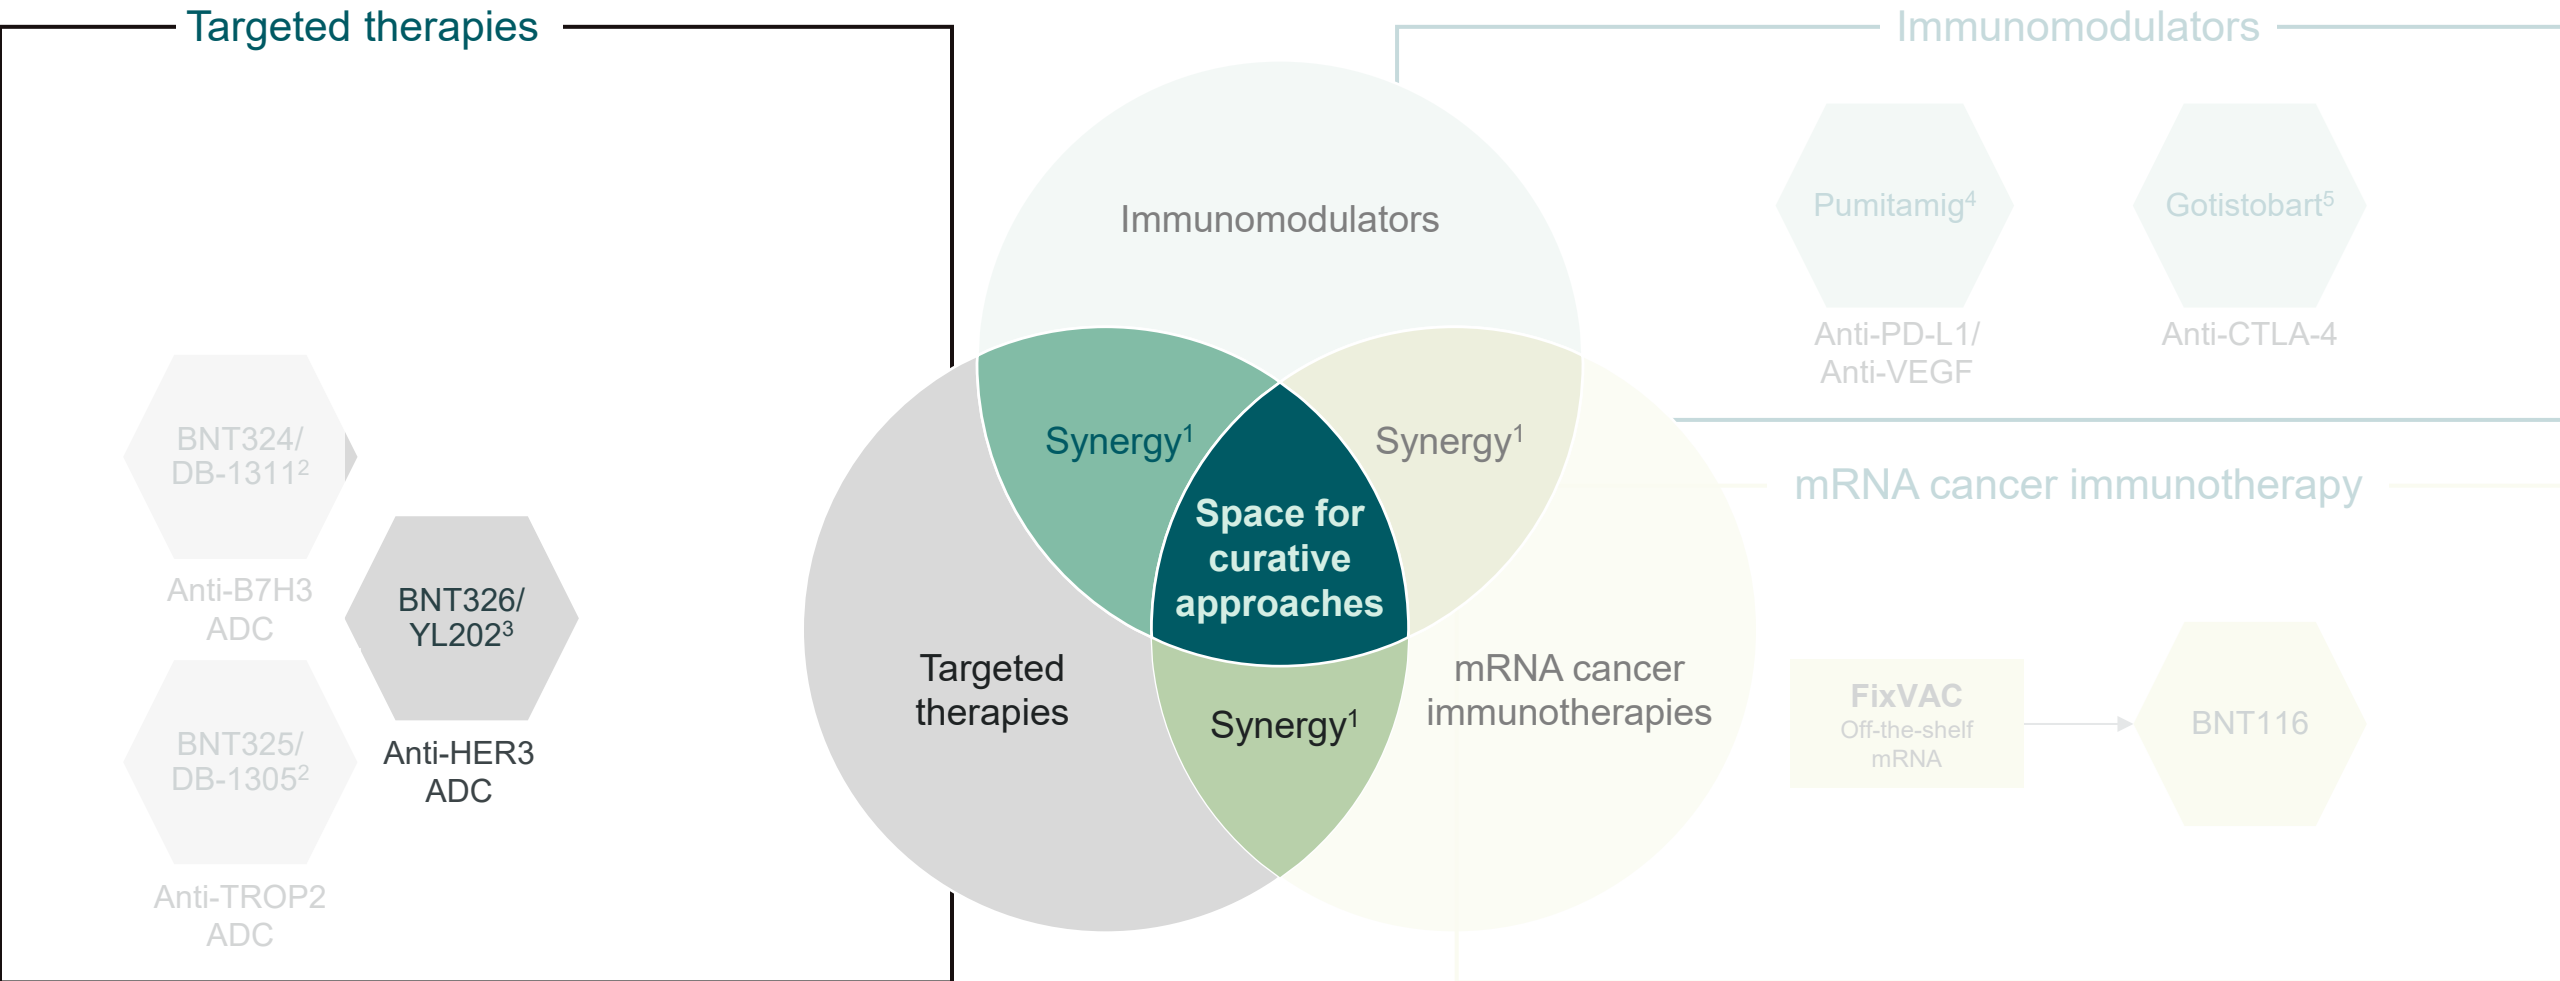 Targeted therapies
BNT324/
DB-1311²
Anti-B7H3
ADC
BNT326/
YL202³
Anti-HER3
ADC
BNT325/
DB-1305²
Anti-TROP2
ADC
Immunomodulators
Synergy¹
Synergy¹
Space for
curative
approaches
Targeted
therapies
mRNA cancer
immunotherapies
Synergy¹
Immunomodulators
Pumitamig⁴
Anti-PD-L1/
Anti-VEGF
Gotistobart⁵
Anti-CTLA-4
mRNA cancer immunotherapy
FixVAC
Off-the-shelf
mRNA
BNT116